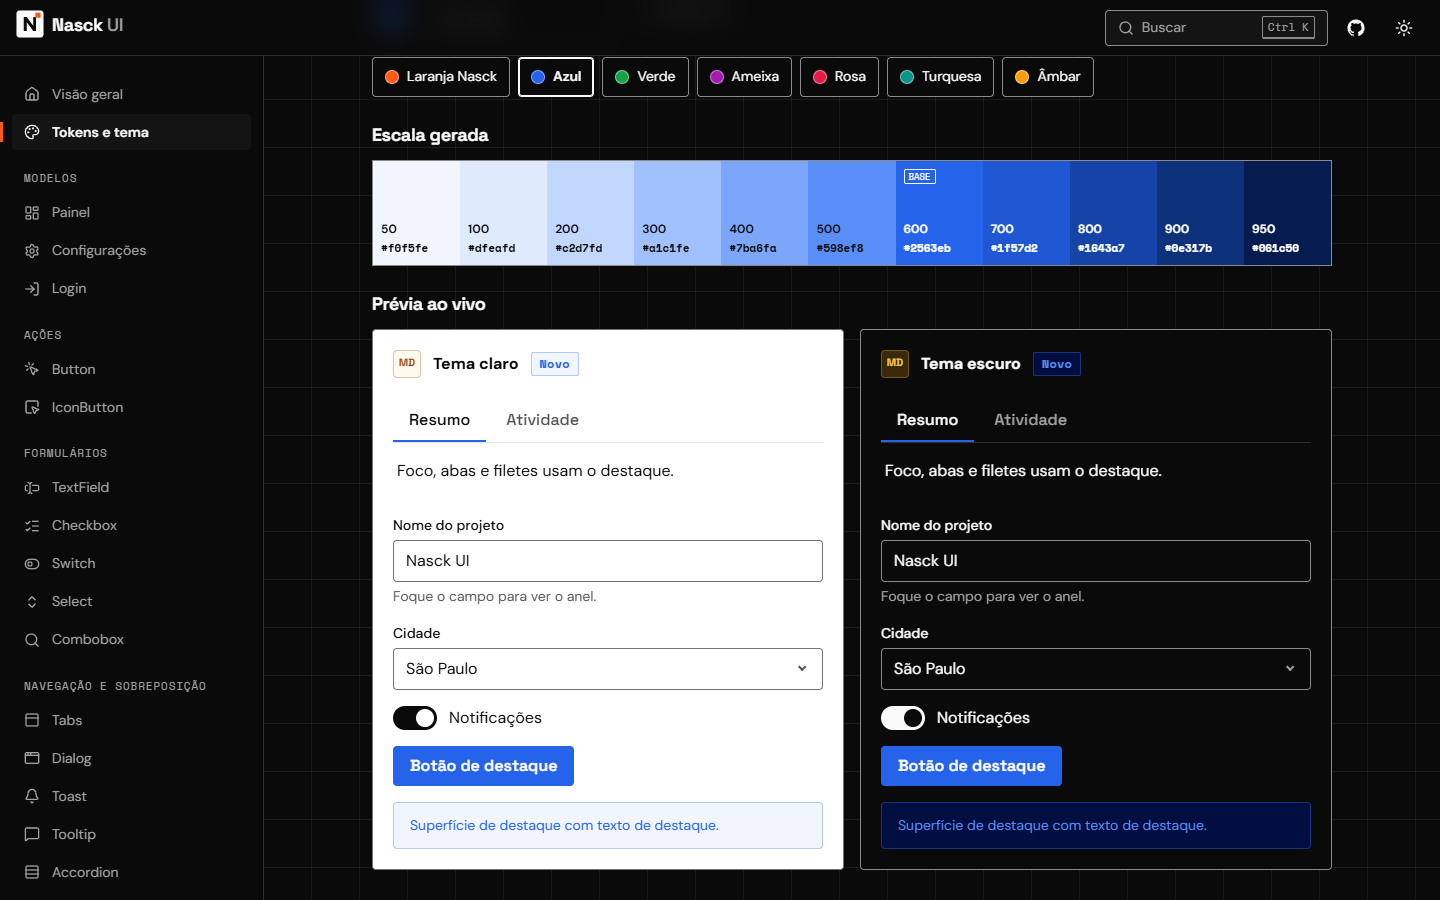 Nasck UI
Buscar
Ctrl K
Visão geral
Tokens e tema
MODELOS
Painel
Configurações
Login
AÇÕES
Button
IconButton
FORMULÁRIOS
TextField
Checkbox
Switch
Select
Combobox
NAVEGAÇÃO E SOBREPOSIÇÃO
Tabs
Dialog
Toast
Tooltip
Accordion
Laranja Nasck
Azul
Verde
Ameixa
Rosa
Turquesa
Âmbar
Escala gerada
BASE
50 100 200 300 400 500 600 700 800 900 950
#f0f5fe #dfeafd #c2d7fd #a1c1fe #7ba6fa #598ef8 #2563eb #1f57d2 #1643a7 #0e317b #061c50
Prévia ao vivo
MD Tema claro Novo
Resumo Atividade
Foco, abas e filetes usam o destaque.
Nome do projeto
Nasck UI
Foque o campo para ver o anel.
Cidade
São Paulo
Notificações
Botão de destaque
Superfície de destaque com texto de destaque.
MD Tema escuro Novo
Resumo Atividade
Foco, abas e filetes usam o destaque.
Nome do projeto
Nasck UI
Foque o campo para ver o anel.
Cidade
São Paulo
Notificações
Botão de destaque
Superfície de destaque com texto de destaque.